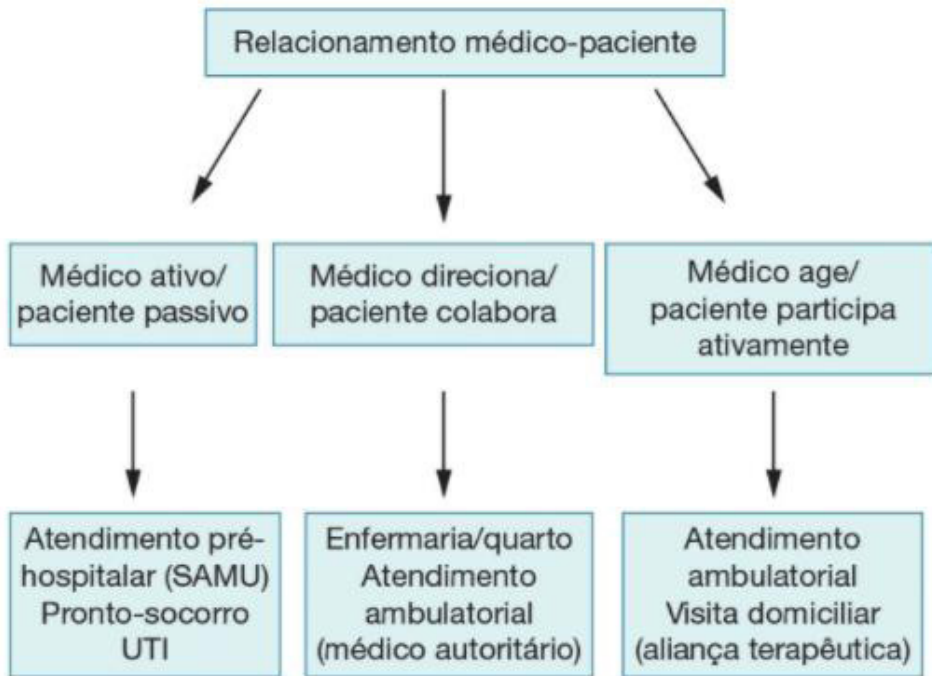 Relacionamento médico-paciente
Médico ativo/
paciente passivo
Médico direciona/
paciente colabora
Médico age/
paciente participa
ativamente
Atendimento pré-
hospitalar (SAMU)
Pronto-socorro
UTI
Enfermaria/quarto
Atendimento
ambulatorial
(médico autoritário)
Atendimento
ambulatorial
Visita domiciliar
(aliança terapêutica)